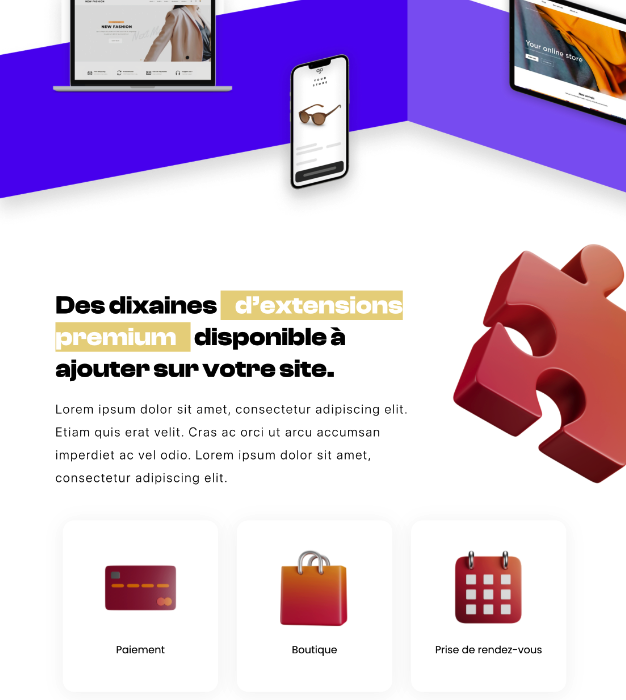 NEW FASHION
YOUR
STORE
Your online store
Des dixaines d’extensions
premium disponible à
ajouter sur votre site.
Lorem ipsum dolor sit amet, consectetur adipiscing elit.
Etiam quis erat velit. Cras ac orci ut arcu accumsan
imperdiet ac vel odio. Lorem ipsum dolor sit amet,
consectetur adipiscing elit.
Paiement
Boutique
Prise de rendez-vous